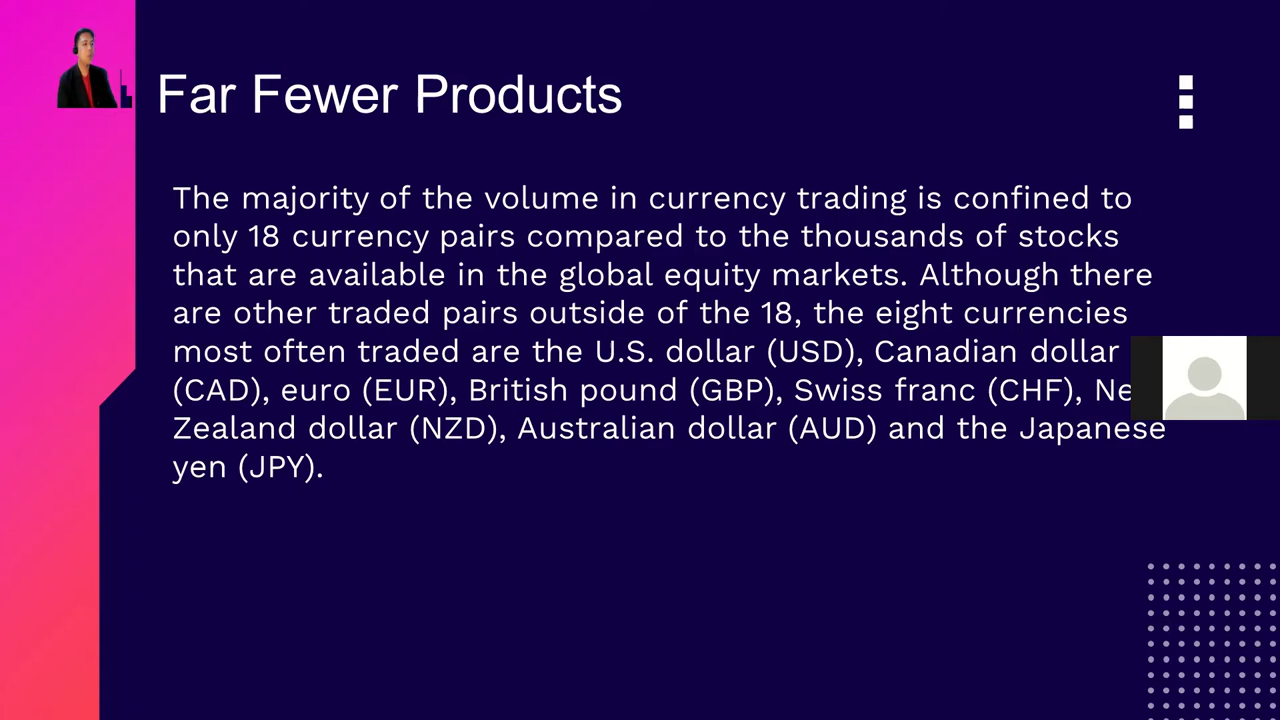 Far Fewer Products
The majority of the volume in currency trading is confined to
only 18 currency pairs compared to the thousands of stocks
that are available in the global equity markets. Although there
are other traded pairs outside of the 18, the eight currencies
most often traded are the U.S. dollar (USD), Canadian dollar
(CAD), euro (EUR), British pound (GBP), Swiss franc (CHF),
Zealand dollar (NZD), Australian dollar (AUD) and the Japanese
yen (JPY).